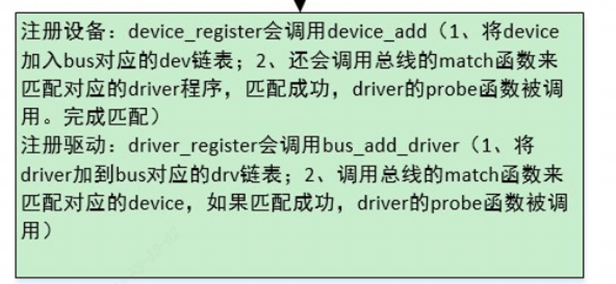 注册设备：device_register会调用device_add（1、将device
加入bus对应的dev链表；2、还会调用总线的match函数来
匹配对应的driver程序，匹配成功，driver的probe函数被调
用。完成匹配）
注册驱动：driver_register会调用bus_add_driver（1、将
driver加到bus对应的drv链表；2、调用总线的match函数来
匹配对应的device，如果匹配成功，driver的probe函数被调
用）